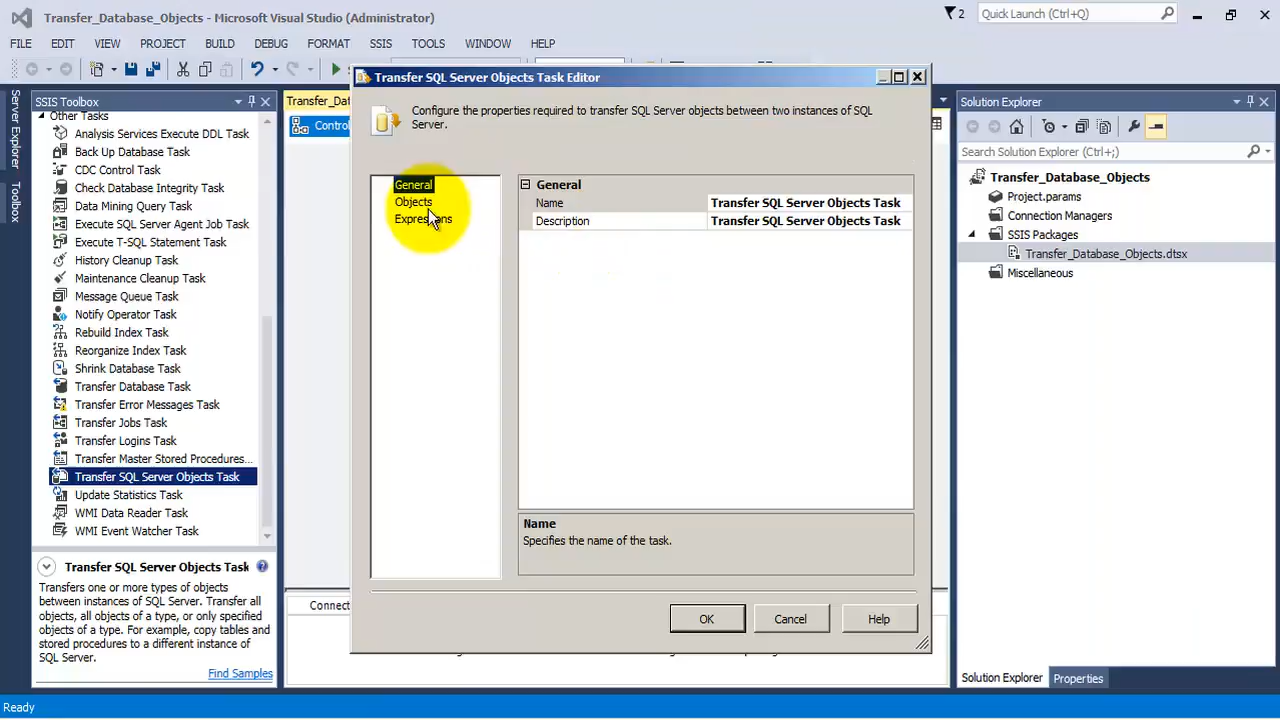 Transfer_Database_Objects - Microsoft Visual Studio (Administrator)
2
Quick Launch (Ctrl+Q)
FILE EDIT VIEW PROJECT BUILD DEBUG FORMAT SSIS TOOLS WINDOW HELP
Server Explorer
Toolbox
SSIS Toolbox
Other Tasks
Analysis Services Execute DDL Task
Back Up Database Task
CDC Control Task
Check Database Integrity Task
Data Mining Query Task
Execute SQL Server Agent Job Task
Execute T-SQL Statement Task
History Cleanup Task
Maintenance Cleanup Task
Message Queue Task
Notify Operator Task
Rebuild Index Task
Reorganize Index Task
Shrink Database Task
Transfer Database Task
Transfer Error Messages Task
Transfer Jobs Task
Transfer Logins Task
Transfer Master Stored Procedures...
Transfer SQL Server Objects Task
Update Statistics Task
WMI Data Reader Task
WMI Event Watcher Task
Transfer SQL Server Objects Task
Transfers one or more types of objects
between instances of SQL Server. Transfer all
objects, all objects of a type, or only specified
objects of a type. For example, copy tables and
stored procedures to a different instance of
SQL Server.
Find Samples
Transfer_Dat
Control
Connect
Transfer SQL Server Objects Task Editor
Configure the properties required to transfer SQL Server objects between two instances of SQL
Server.
General
Objects
Expressions
General
Name Transfer SQL Server Objects Task
Description Transfer SQL Server Objects Task
Name
Specifies the name of the task.
OK Cancel Help
Solution Explorer
Search Solution Explorer (Ctrl+;)
Transfer_Database_Objects
Project.params
Connection Managers
SSIS Packages
Transfer_Database_Objects.dtsx
Miscellaneous
Solution Explorer Properties
Ready